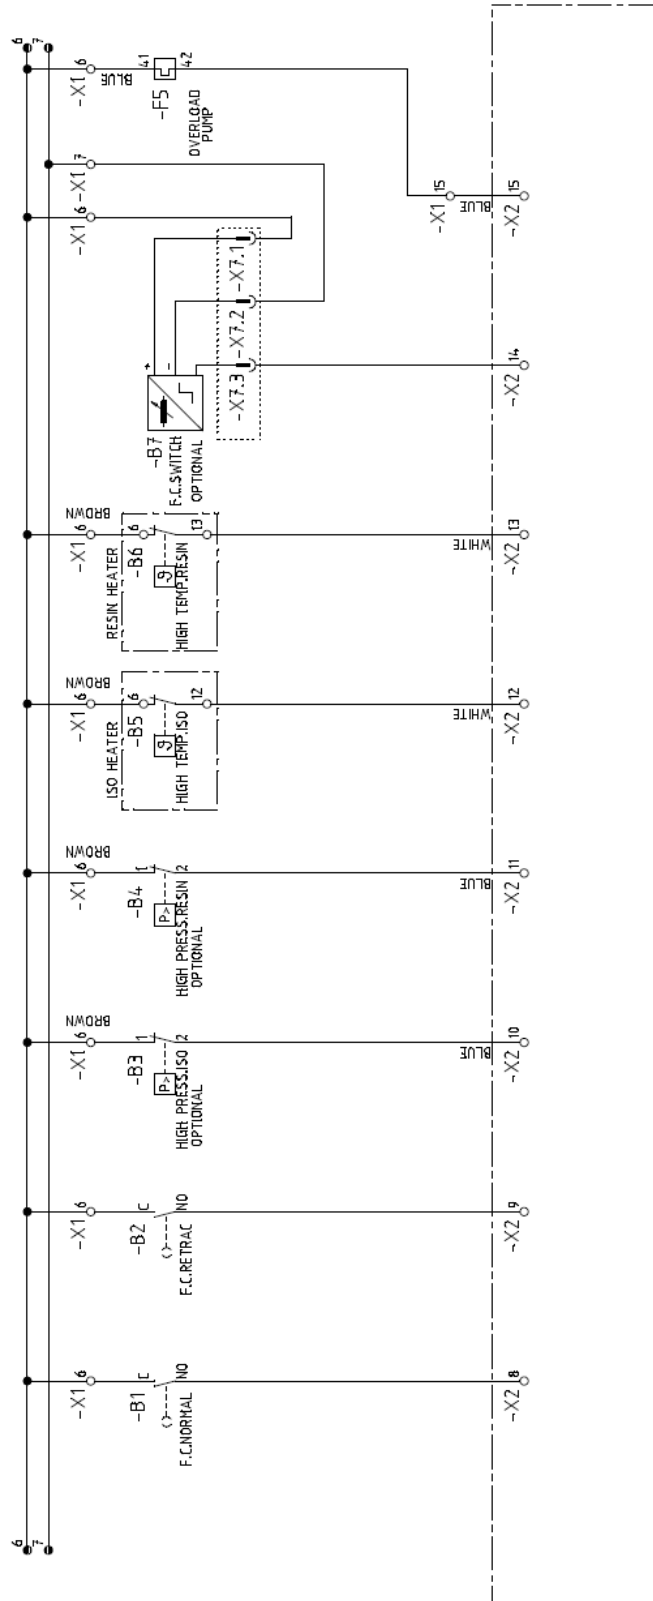 6
7
-X1 6
BLUE
41
42
-F5
OVERLOAD
PUMP
-X1 7
-X1 6
-X1 15
BLUE
-X2 15
-X7.1
-X7.2
-X7.3
+
-
-B7
F.C.SWITCH
OPTIONAL
-X2 14
BROWN
-X1 6
RESIN HEATER
6
13
-B6
HIGH TEMP.RESIN
WHITE
-X2 13
BROWN
-X1 6
ISO HEATER
6
12
-B5
HIGH TEMP.ISO
WHITE
-X2 12
BROWN
-X1 6
1
2
-B4
P>
HIGH PRESS.RESIN
OPTIONAL
BLUE
-X2 11
BROWN
-X1 6
1
2
-B3
P>
HIGH PRESS.ISO
OPTIONAL
BLUE
-X2 10
-X1 6
C
NO
-B2
F.C.RETRAC
-X2 9
-X1 6
C
NO
-B1
F.C.NORMAL
-X2 8
6
7